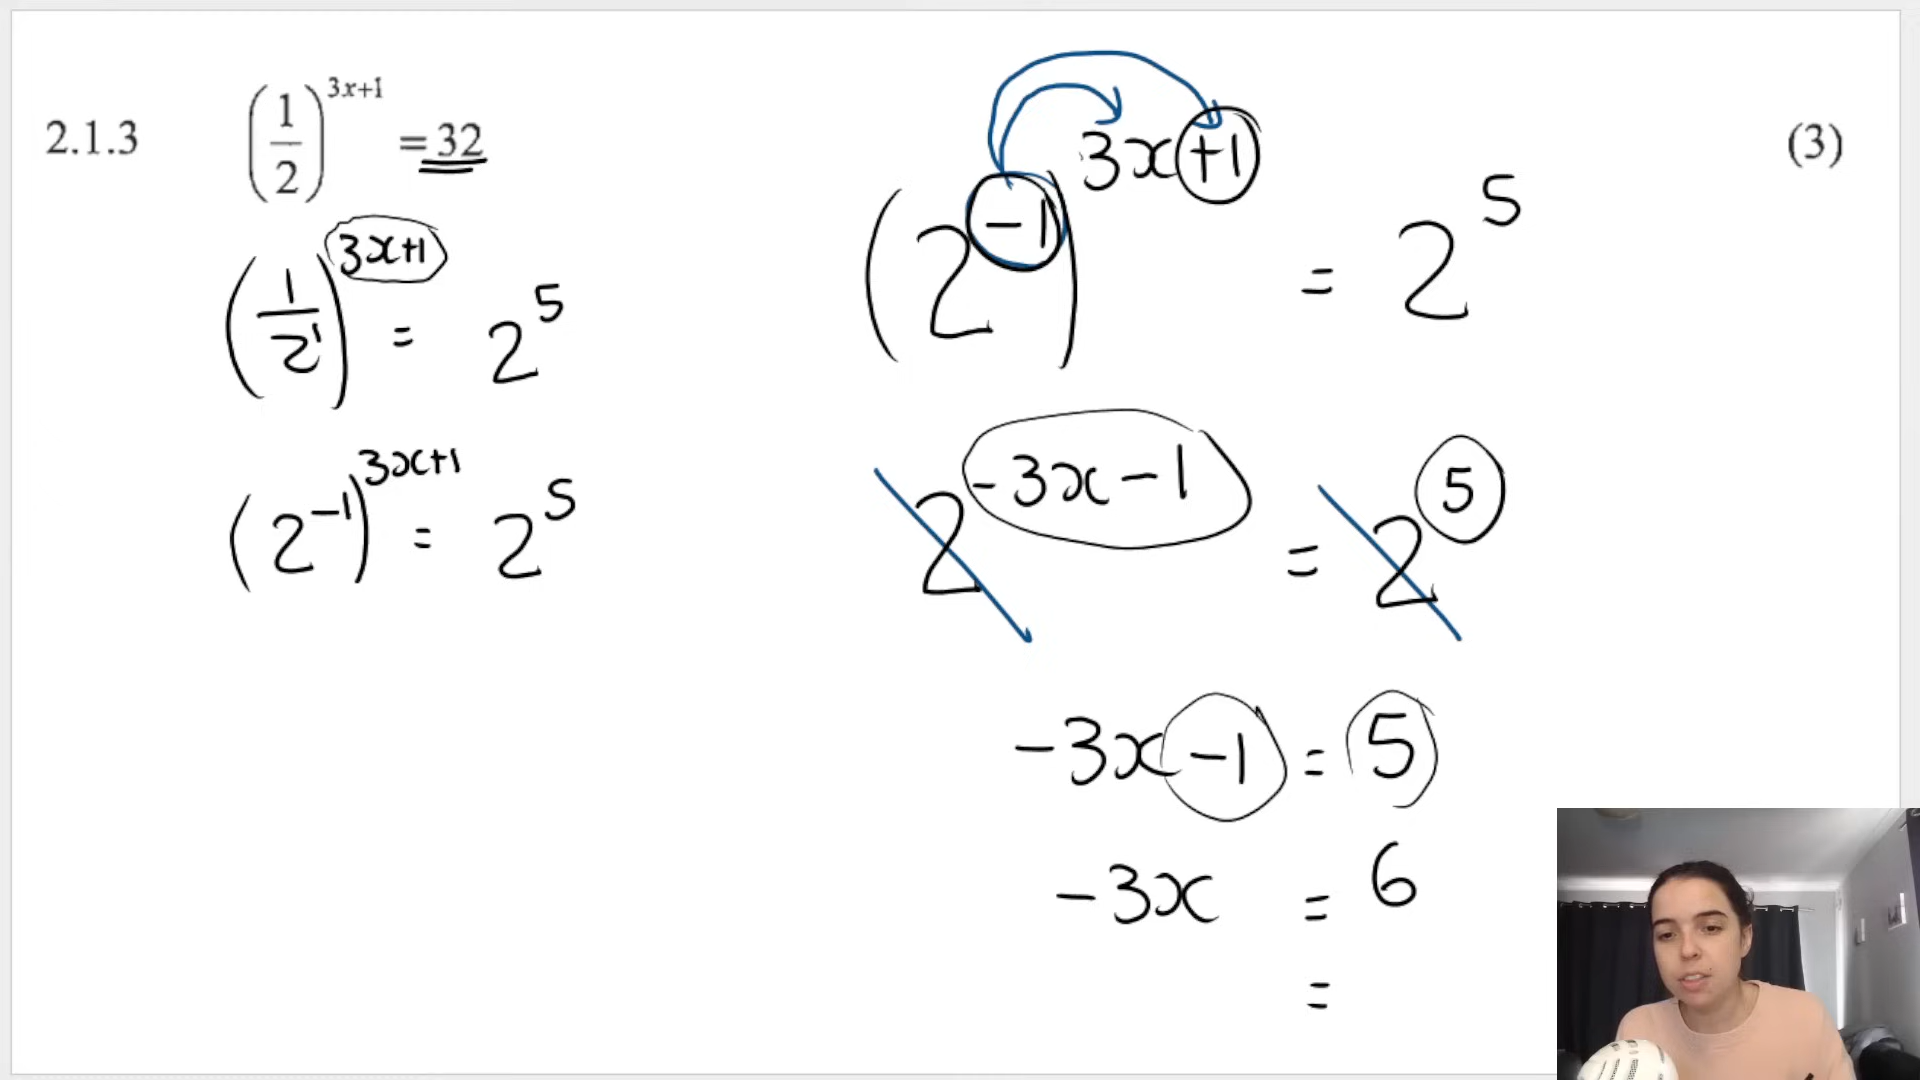 2.1.3 (1/2)^(3x+1) = 32 (3)
(1/2^1)^(3x+1) = 2^5
(2^-1)^(3x+1) = 2^5
(2^-1)^(3x+1) = 2^5
2^(-3x-1) = 2^5
-3x-1 = 5
-3x = 6
=